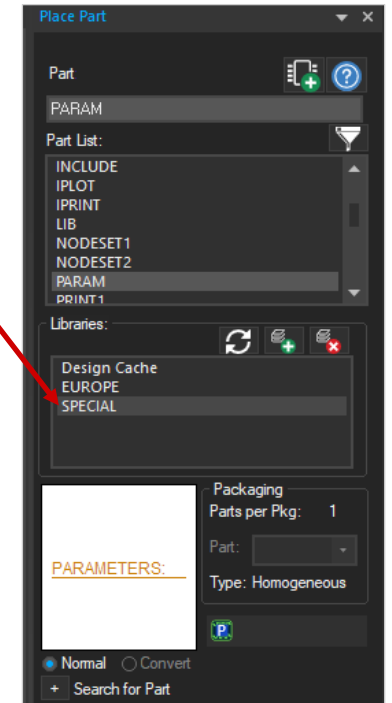 Place Part
Part
PARAM
Part List:
INCLUDE
IPLOT
IPRINT
LIB
NODESET1
NODESET2
PARAM
PRINT1
Libraries:
Design Cache
EUROPE
SPECIAL
PARAMETERS:
Packaging
Parts per Pkg: 1
Part:
Type: Homogeneous
P
Normal Convert
+ Search for Part